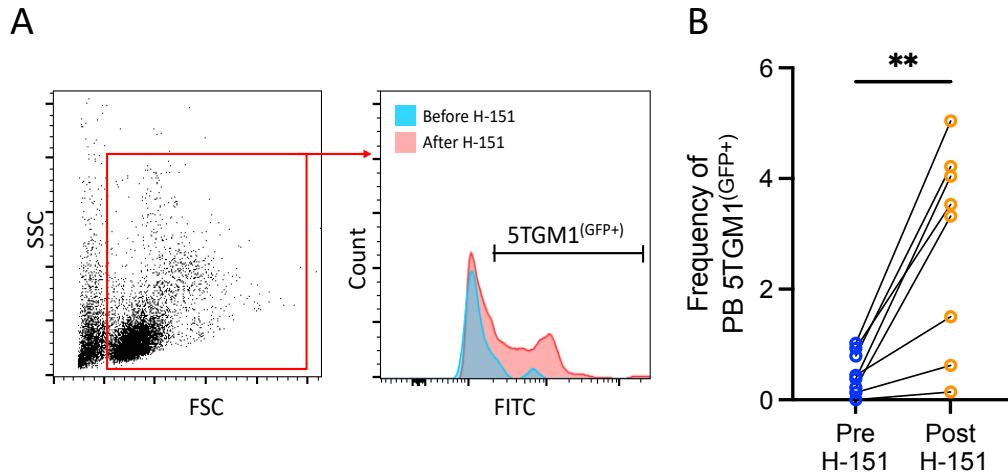 A
SSC
FSC
Before H-151
After H-151
5TGM1(GFP+)
Count
FITC
B
**
Frequency of
PB 5TGM1(GFP+)
6
4
2
0
Pre
H-151
Post
H-151